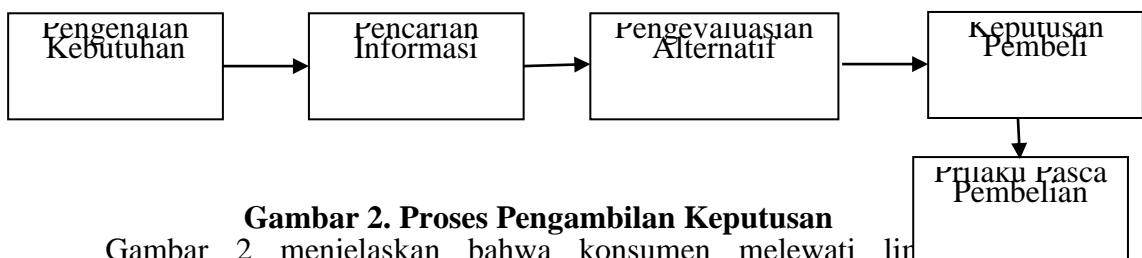 Pengenalan
Kebutuhan
Pencarian
Informasi
Pengevaluasian
Alternatif
Keputusan
Pembeli
Prilaku Pasca
Pembelian
Gambar 2. Proses Pengambilan Keputusan
Gambar 2 menjelaskan bahwa konsumen melewati